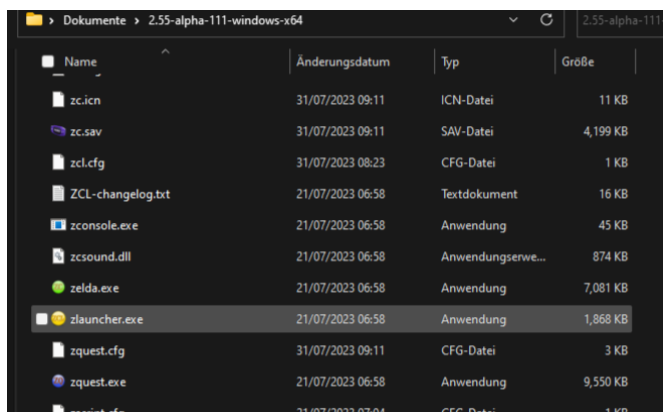 Dokumente > 2.55-alpha-111-windows-x64 2.55-alpha-111-
Name Änderungsdatum Typ Größe
zc.icn 31/07/2023 09:11 ICN-Datei 11 KB
zc.sav 31/07/2023 09:11 SAV-Datei 4,199 KB
zcl.cfg 31/07/2023 08:23 CFG-Datei 1 KB
ZCL-changelog.txt 21/07/2023 06:58 Textdokument 16 KB
zconsole.exe 21/07/2023 06:58 Anwendung 45 KB
zcsound.dll 21/07/2023 06:58 Anwendungserwe... 874 KB
zelda.exe 21/07/2023 06:58 Anwendung 7,081 KB
zlauncher.exe 21/07/2023 06:58 Anwendung 1,868 KB
zquest.cfg 31/07/2023 09:11 CFG-Datei 3 KB
zquest.exe 21/07/2023 06:58 Anwendung 9,550 KB